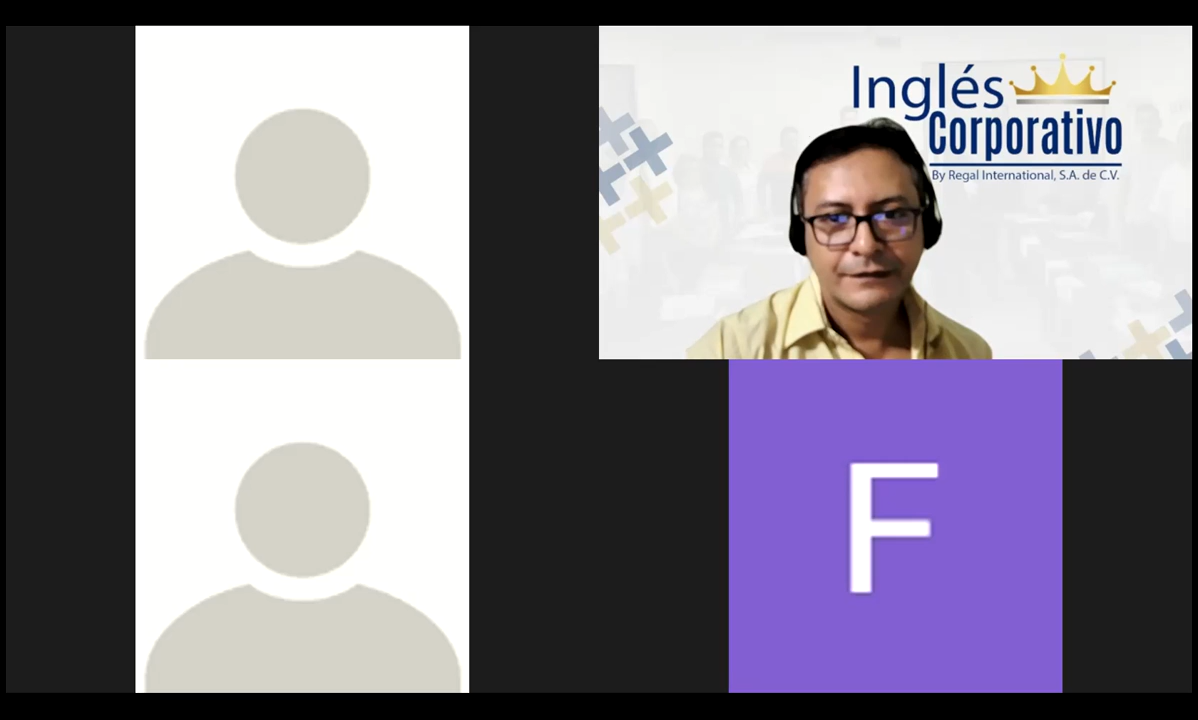 Inglés
Corporativo
By Regal International, S.A. de C.V.
F